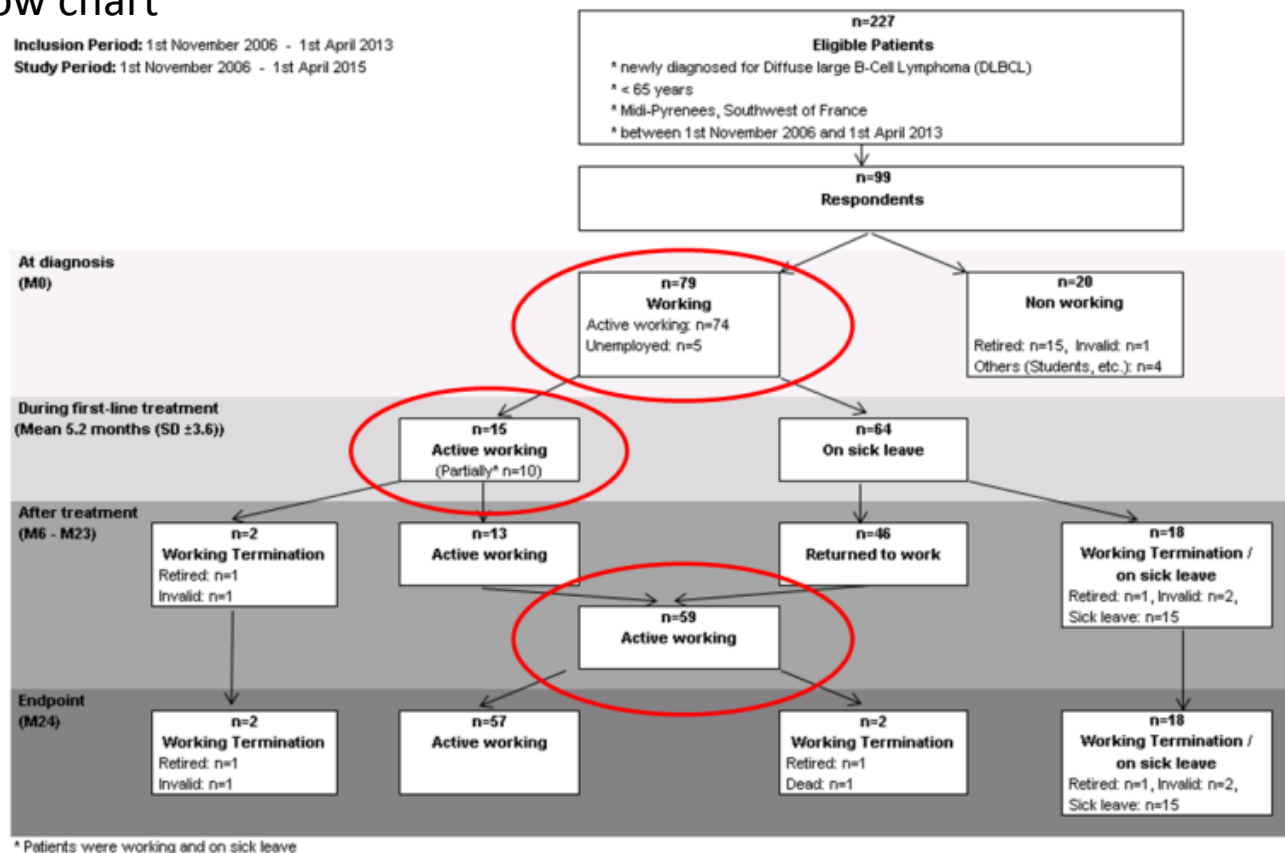 ow chart
Inclusion Period: 1st November 2006 - 1st April 2013
Study Period: 1st November 2006 - 1st April 2015
n=227
Eligible Patients
* newly diagnosed for Diffuse large B-Cell Lymphoma (DLBCL)
* < 65 years
* Midi-Pyrenees, Southwest of France
* between 1st November 2006 and 1st April 2013
n=99
Respondents
At diagnosis
(M0)
n=79
Working
Active working: n=74
Unemployed: n=5
n=20
Non working
Retired: n=15, Invalid: n=1
Others (Students, etc.): n=4
During first-line treatment
(Mean 5.2 months (SD ±3.6))
n=15
Active working
(Partially* n=10)
n=64
On sick leave
After treatment
(M6 - M23)
n=2
Working Termination
Retired: n=1
Invalid: n=1
n=13
Active working
n=46
Returned to work
n=18
Working Termination /
on sick leave
Retired: n=1, Invalid: n=2,
Sick leave: n=15
n=59
Active working
Endpoint
(M24)
n=2
Working Termination
Retired: n=1
Invalid: n=1
n=57
Active working
n=2
Working Termination
Retired: n=1
Dead: n=1
n=18
Working Termination /
on sick leave
Retired: n=1, Invalid: n=2,
Sick leave: n=15
* Patients were working and on sick leave